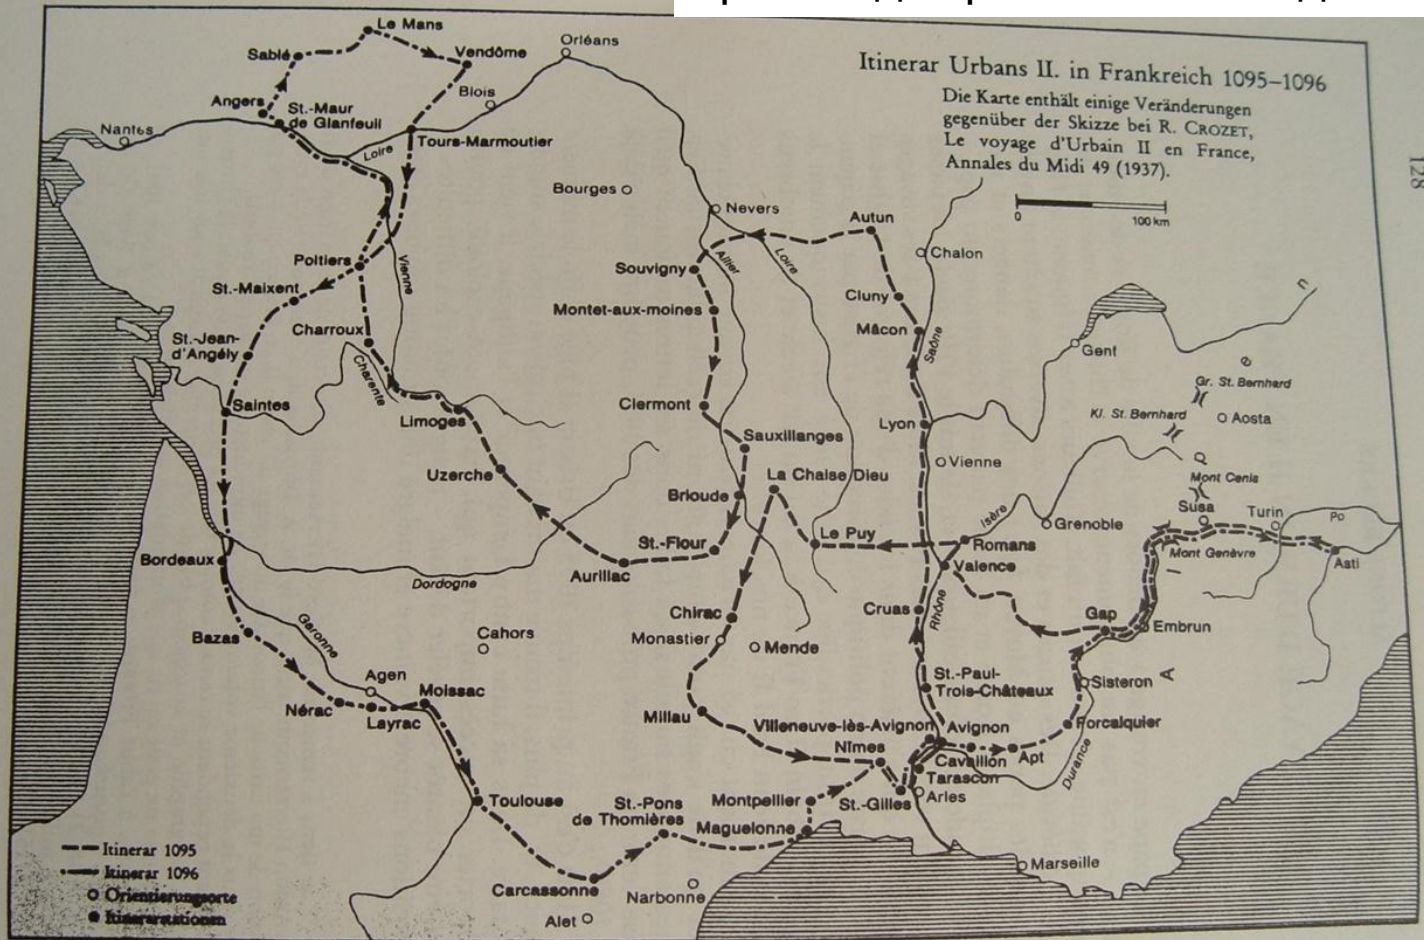 Itinerar Urbans II. in Frankreich 1095–1096
Die Karte enthält einige Veränderungen
gegenüber der Skizze bei R. CROZET,
Le voyage d'Urbain II en France,
Annales du Midi 49 (1937).
0
100 km
128
Le Mans
Sablé
Vendôme
Orléans
Blois
Angers
St.-Maur
de Glanfeuil
Nantes
Loire
Tours-Marmoutier
Bourges
Nevers
Autun
Chalon
Poitiers
Vienne
Souvigny
Allier
Loire
St.-Maixent
Cluny
Montet-aux-moines
Charroux
Mâcon
Saône
St.-Jean-
d'Angély
Charente
Genf
Gr. St. Bernhard
Kl. St. Bernhard
Aosta
Saintes
Limoges
Clermont
Lyon
Sauxillanges
Vienne
Uzerche
La Chaise Dieu
Brioude
Mont Cenis
Susa
Turin
Po
Isère
Grenoble
St.-Flour
Le Puy
Romans
Mont Genèvre
Asti
Bordeaux
Aurillac
Valence
Dordogne
Cruas
Rhône
Chirac
Gap
Embrun
Bazas
Garonne
Cahors
Monastier
Mende
Agen
Moissac
St.-Paul-
Trois-Châteaux
Sisteron
A
l
p
e
n
Nérac
Layrac
Millau
Villeneuve-lès-Avignon
Avignon
Forcalquier
Nîmes
Cavaillon
Apt
Durance
Tarascon
Toulouse
St.-Pons
de Thomières
Montpellier
St.-Gilles
Arles
Maguelonne
Carcassonne
Narbonne
Marseille
Alet
Itinerar 1095
Itinerar 1096
Orientierungsorte
Itinerarstationen